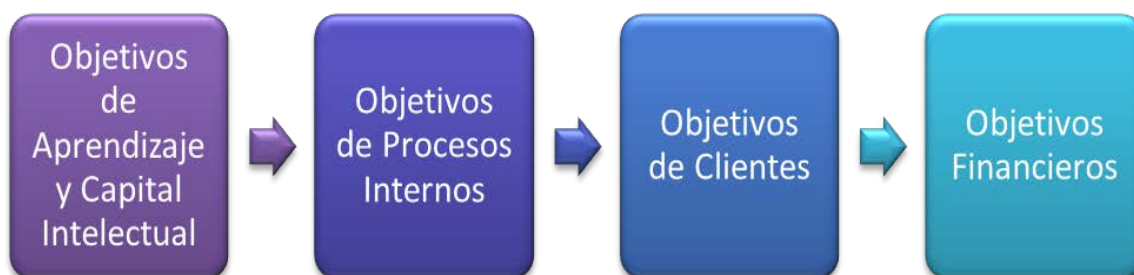 Objetivos
de
Aprendizaje
y Capital
Intelectual
Objetivos
de Procesos
Internos
Objetivos
de Clientes
Objetivos
Financieros